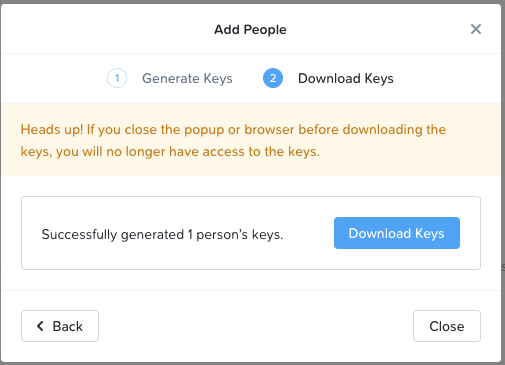 Add People
1 Generate Keys 2 Download Keys
Heads up! If you close the popup or browser before downloading the
keys, you will no longer have access to the keys.
Successfully generated 1 person's keys. Download Keys
Back Close